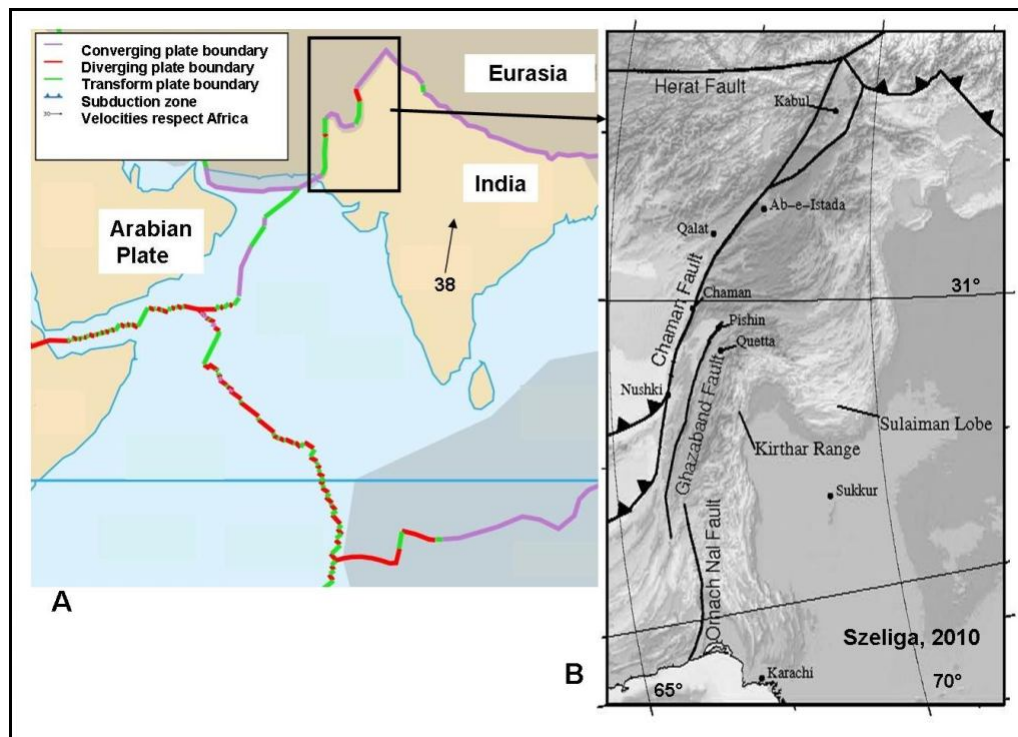 Converging plate boundary
Diverging plate boundary
Transform plate boundary
Subduction zone
30
Velocities respect Africa
Eurasia
India
Arabian
Plate
38
A
Herat Fault
Kabul
Ab-e-Istada
Qalat
Chaman Fault
Chaman
31°
Pishin
Quetta
Nushki
Ghazaband Fault
Sulaiman Lobe
Kirthar Range
Sukkur
Ornach Nal Fault
Szeliga, 2010
B
Karachi
65°
70°